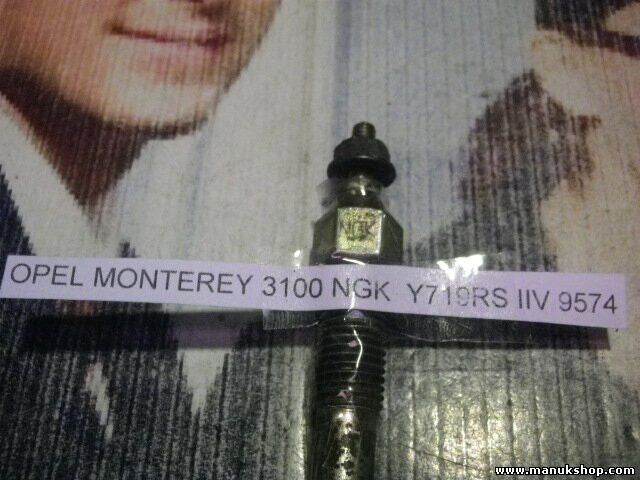 NGK
OPEL MONTEREY 3100 NGK Y719RS IIV 9574
www.manukshop.com